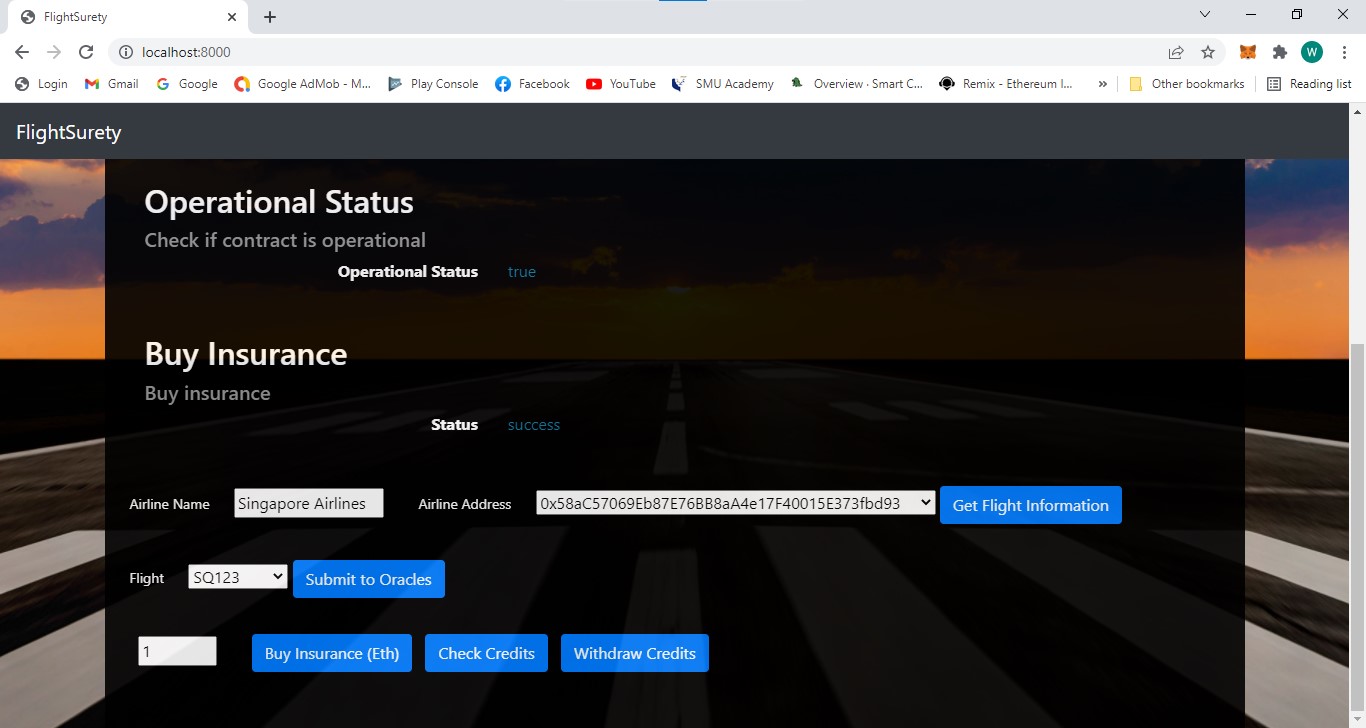 FlightSurety
localhost:8000
W
Login Gmail Google Google AdMob - M... Play Console Facebook YouTube SMU Academy Overview · Smart C... Remix - Ethereum I... » Other bookmarks Reading list
FlightSurety
Operational Status
Check if contract is operational
Operational Status true
Buy Insurance
Buy insurance
Status success
Airline Name Singapore Airlines Airline Address 0x58aC57069Eb87E76BB8aA4e17F40015E373fbd93 Get Flight Information
Flight SQ123 Submit to Oracles
1 Buy Insurance (Eth) Check Credits Withdraw Credits